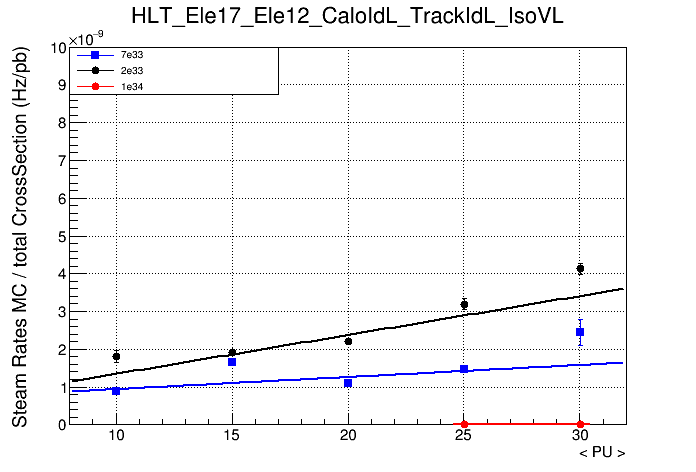 HLT_Ele17_Ele12_CaloIdL_TrackIdL_IsoVL
×10⁻⁹
Steam Rates MC / total CrossSection (Hz/pb)
7e33
2e33
1e34
10
9
8
7
6
5
4
3
2
1
0
10 15 20 25 30
< PU >